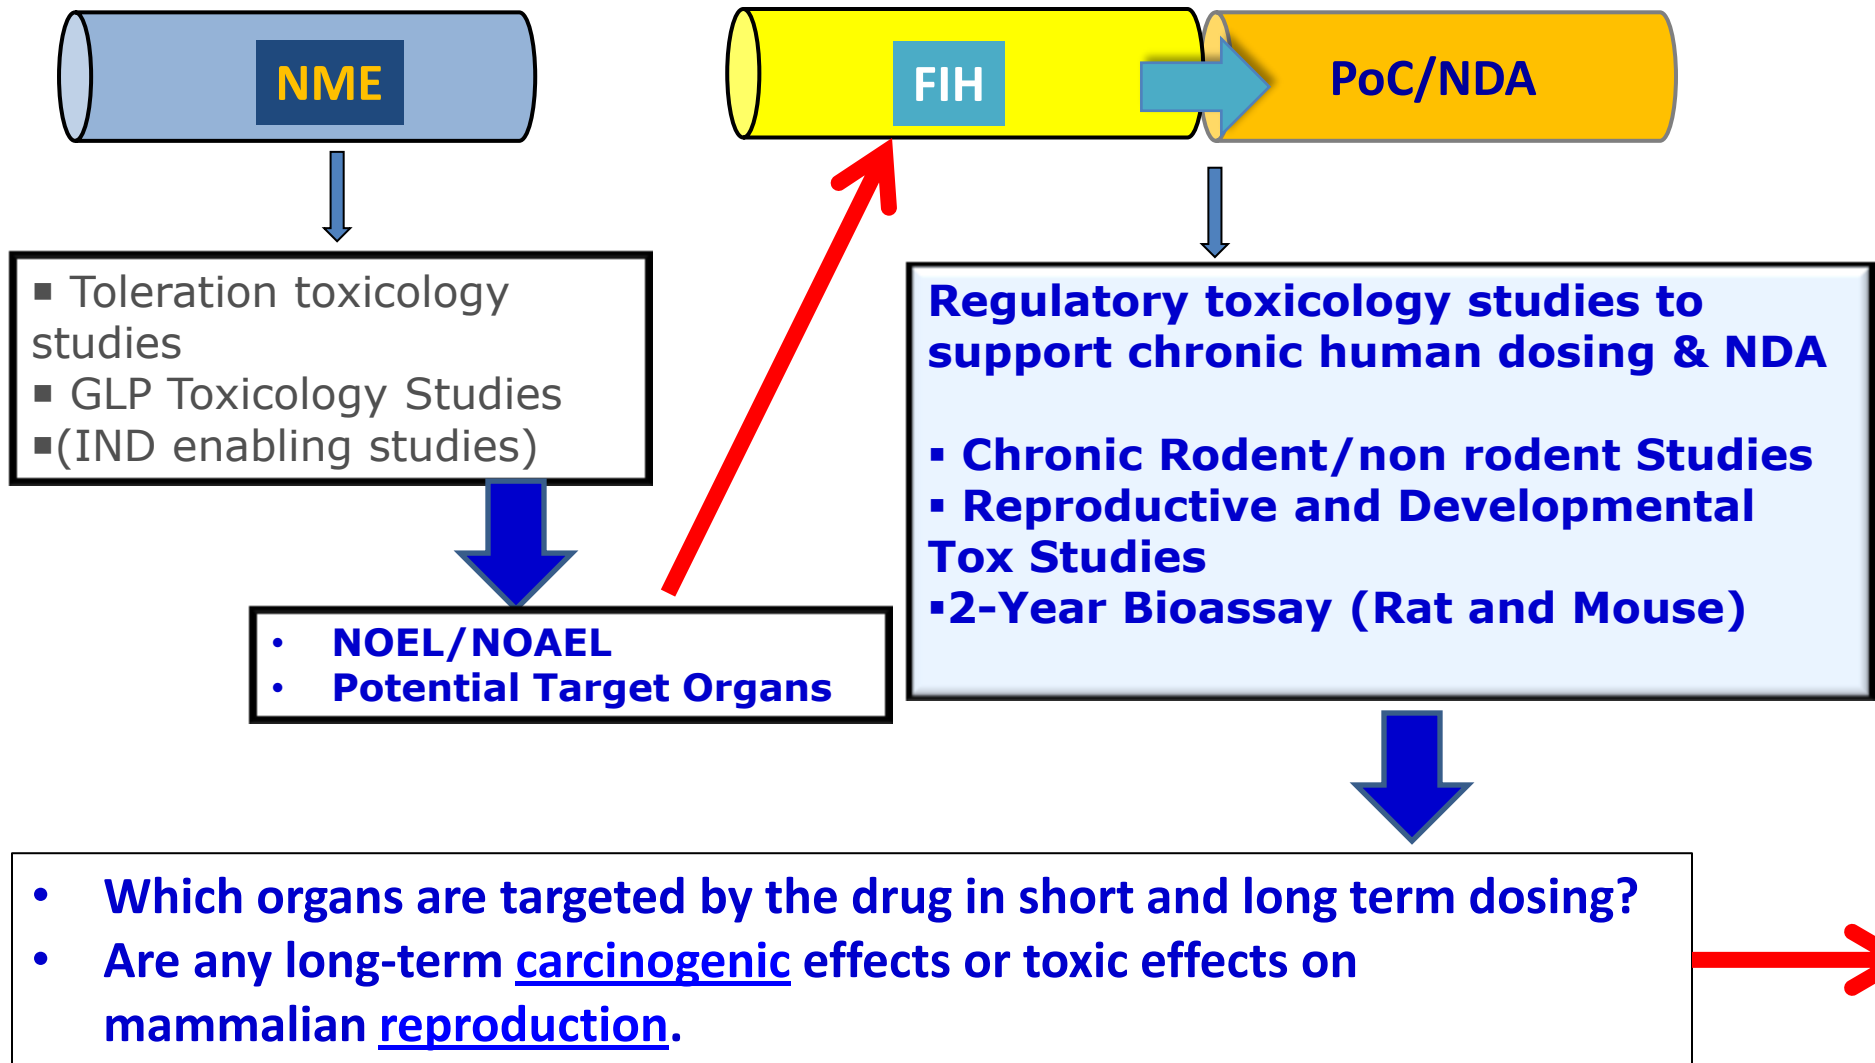 NME
FIH
PoC/NDA
▪ Toleration toxicology
studies
▪ GLP Toxicology Studies
▪(IND enabling studies)
Regulatory toxicology studies to
support chronic human dosing & NDA
▪ Chronic Rodent/non rodent Studies
▪ Reproductive and Developmental
Tox Studies
▪2-Year Bioassay (Rat and Mouse)
• NOEL/NOAEL
• Potential Target Organs
• Which organs are targeted by the drug in short and long term dosing?
• Are any long-term carcinogenic effects or toxic effects on
mammalian reproduction.